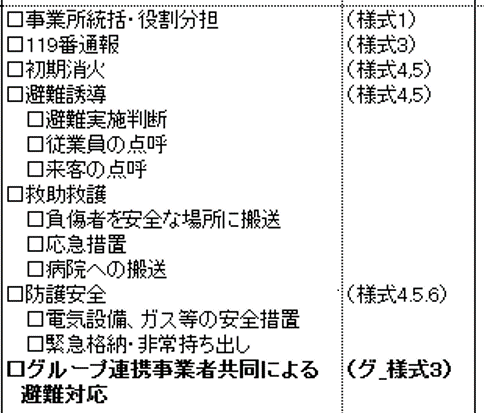 □事業所統括・役割分担 (様式1)
□119番通報 (様式3)
□初期消火 (様式4,5)
□避難誘導 (様式4,5)
□避難実施判断
□従業員の点呼
□来客の点呼
□救助救護
□負傷者を安全な場所に搬送
□応急措置
□病院への搬送
□防護安全 (様式4.5.6)
□電気設備、ガス等の安全措置
□緊急格納・非常持ち出し
□グループ連携事業者共同による (グ_様式3)
避難対応